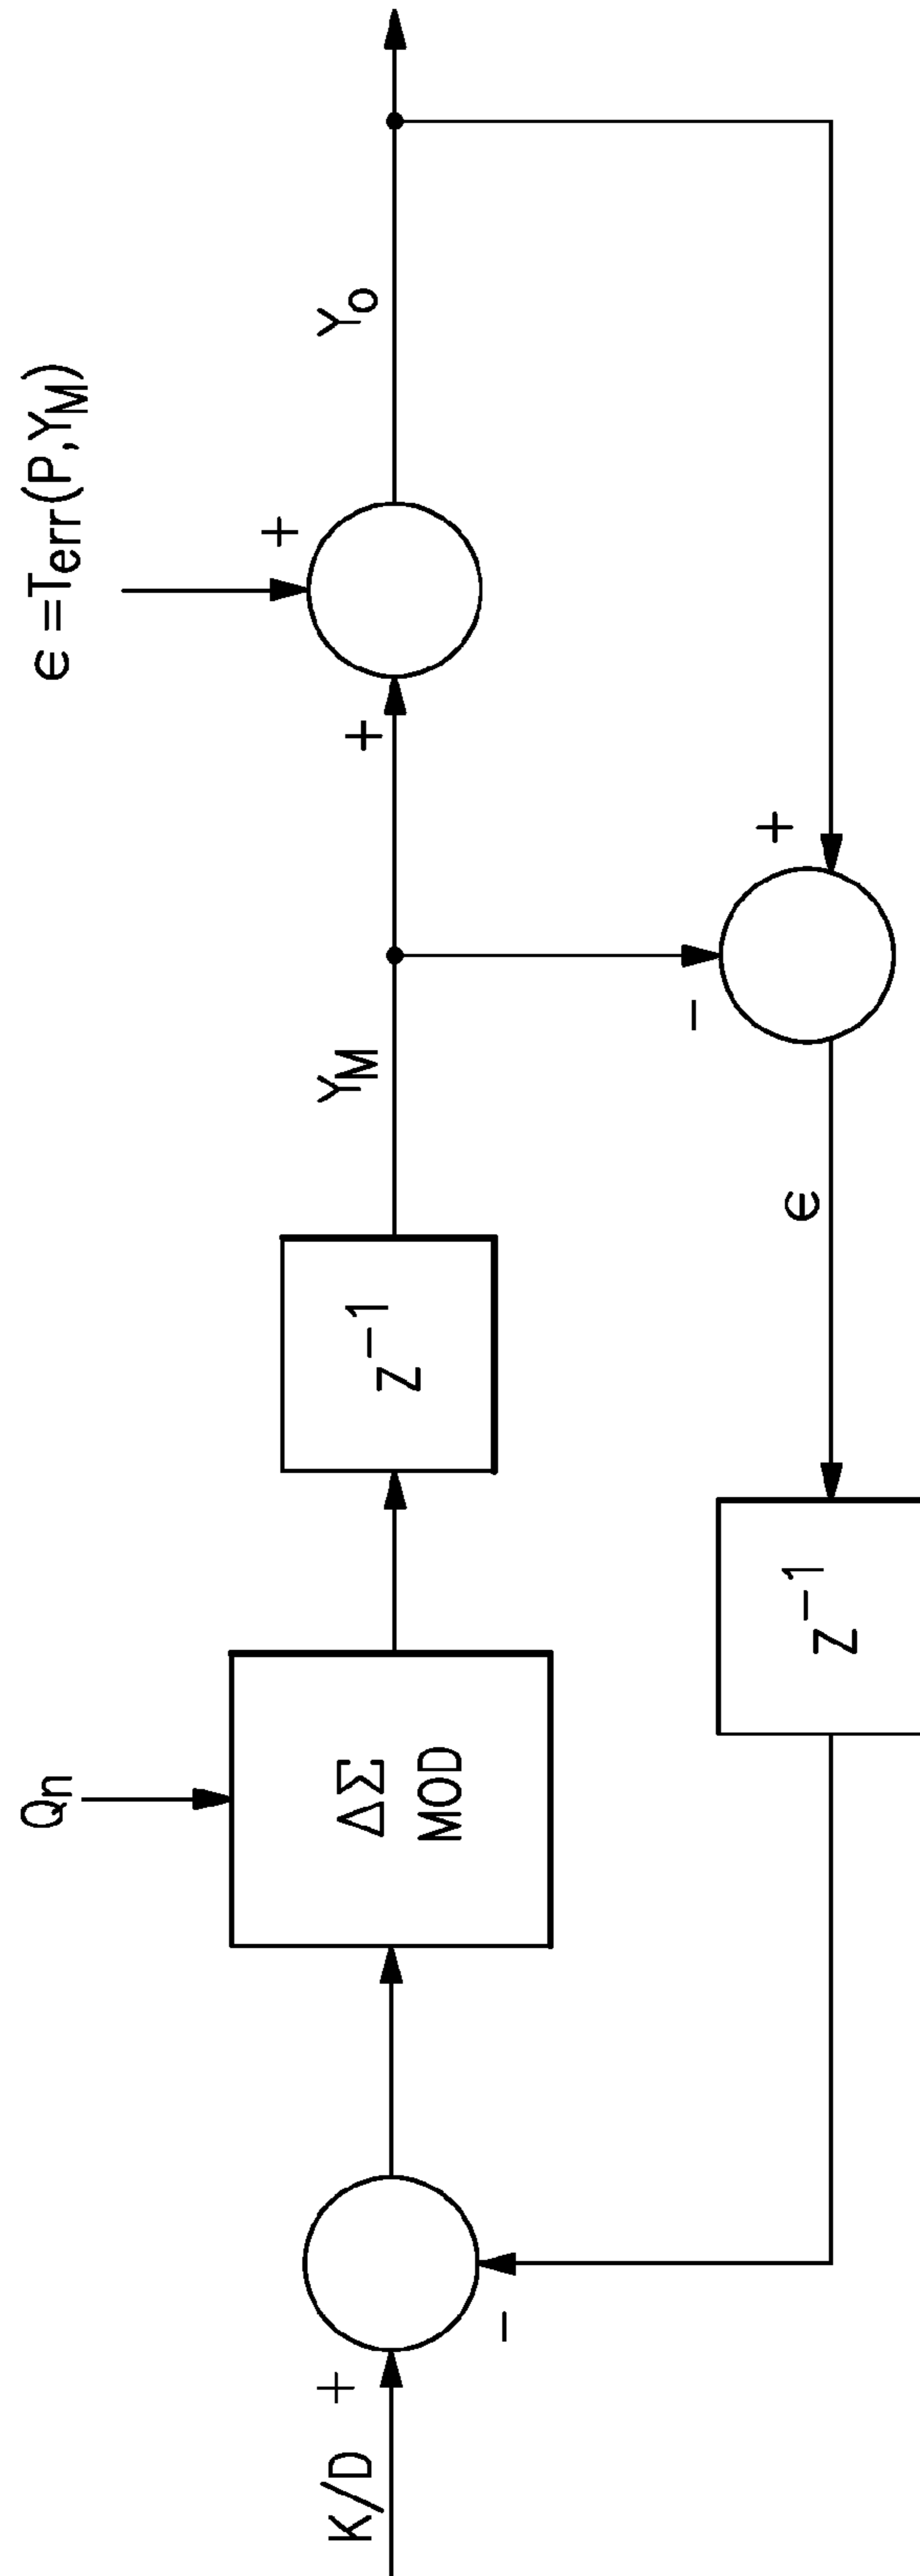 ϵ =Terr(P,YM)
Qn
K/D
+
-
ΔΣ
MOD
z-1
YM
+
+
Yo
-
+
ϵ
z-1